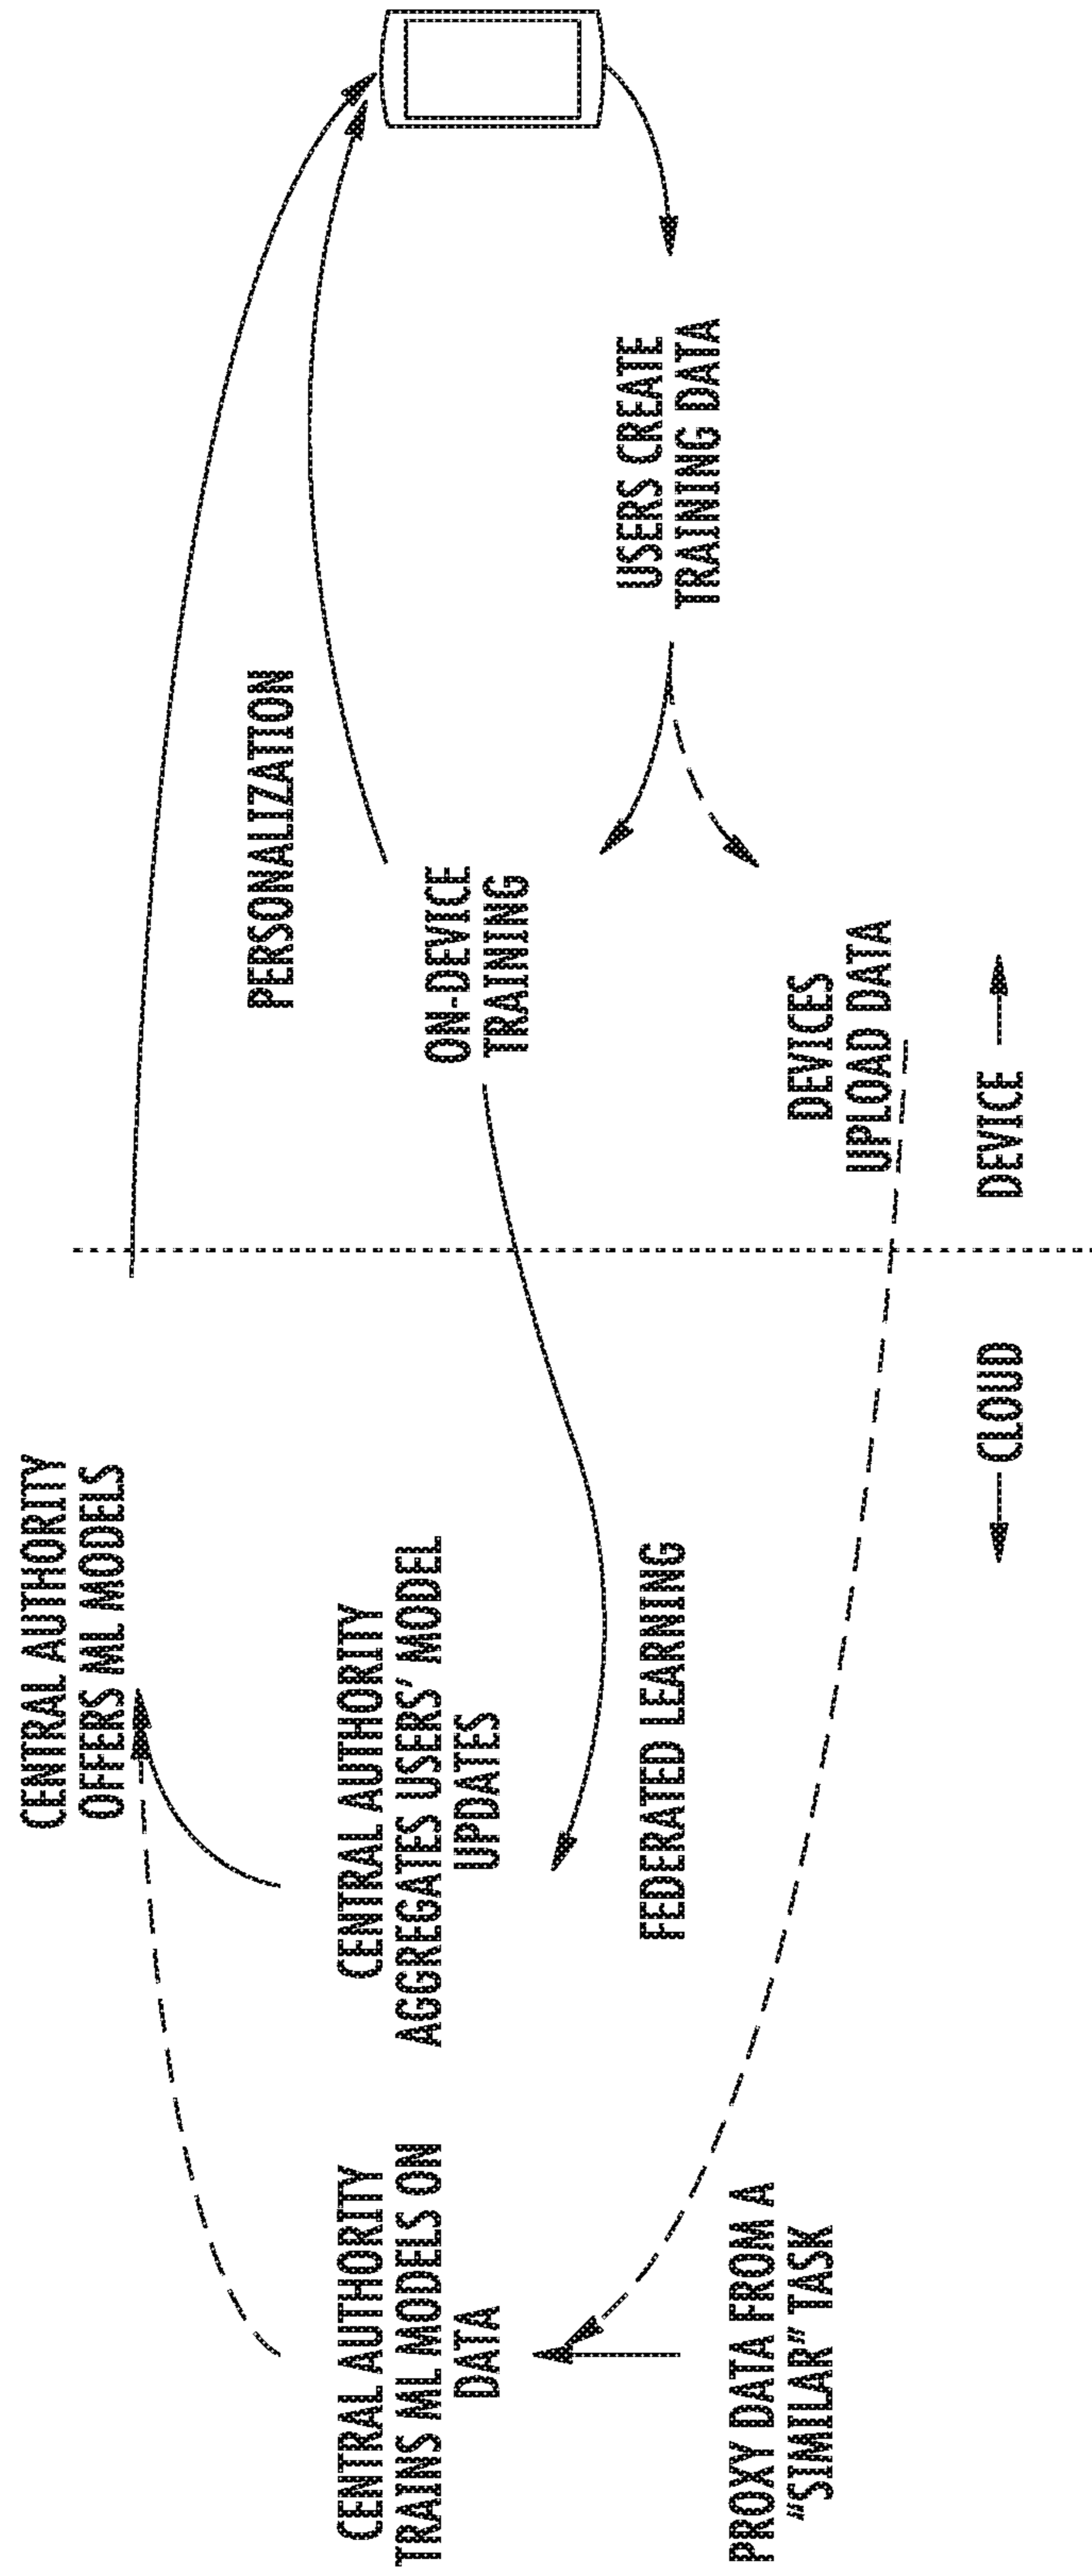 CENTRAL AUTHORITY
OFFERS ML MODELS
PERSONALIZATION
CENTRAL AUTHORITY
TRAINS ML MODELS ON
DATA
CENTRAL AUTHORITY
AGGREGATES USERS' MODEL
UPDATES
ON-DEVICE
TRAINING
USERS CREATE
TRAINING DATA
FEDERATED LEARNING
PROXY DATA FROM A
"SIMILAR" TASK
DEVICES
UPLOAD DATA
CLOUD
DEVICE